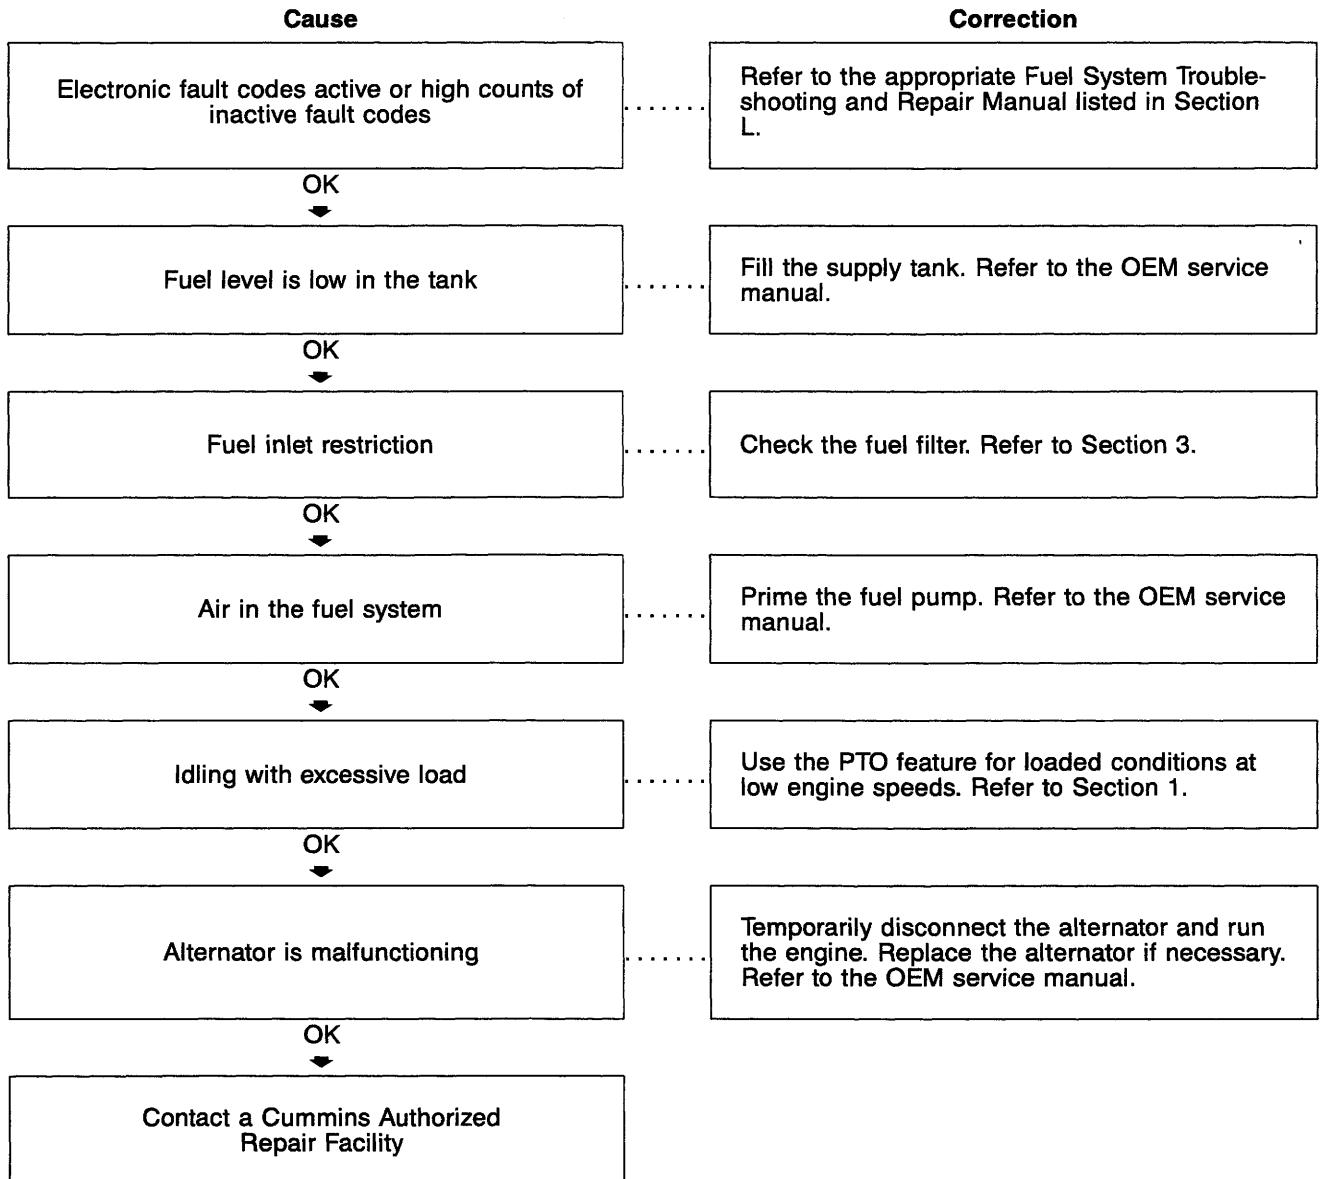 Cause
Correction
Electronic fault codes active or high counts of
inactive fault codes
.......
Refer to the appropriate Fuel System Trouble-
shooting and Repair Manual listed in Section
L.
OK
Fuel level is low in the tank
.......
Fill the supply tank. Refer to the OEM service
manual.
OK
Fuel inlet restriction
.......
Check the fuel filter. Refer to Section 3.
OK
Air in the fuel system
.......
Prime the fuel pump. Refer to the OEM service
manual.
OK
Idling with excessive load
.......
Use the PTO feature for loaded conditions at
low engine speeds. Refer to Section 1.
OK
Alternator is malfunctioning
.......
Temporarily disconnect the alternator and run
the engine. Replace the alternator if necessary.
Refer to the OEM service manual.
OK
Contact a Cummins Authorized
Repair Facility